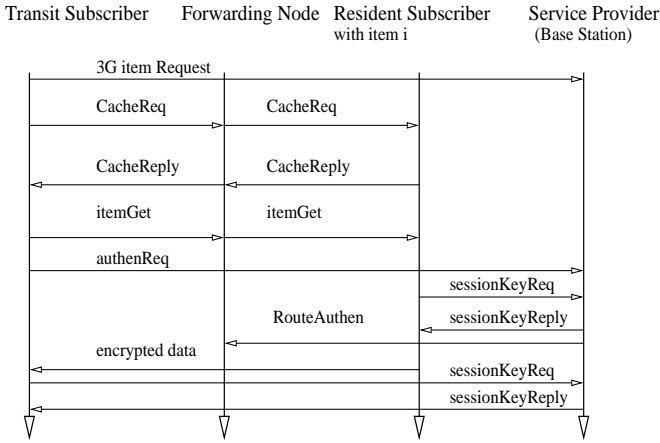 Transit Subscriber Forwarding Node Resident Subscriber Service Provider
with item i (Base Station)
3G item Request
CacheReq CacheReq
CacheReply CacheReply
itemGet itemGet
authenReq
sessionKeyReq
RouteAuthen sessionKeyReply
encrypted data
sessionKeyReq
sessionKeyReply